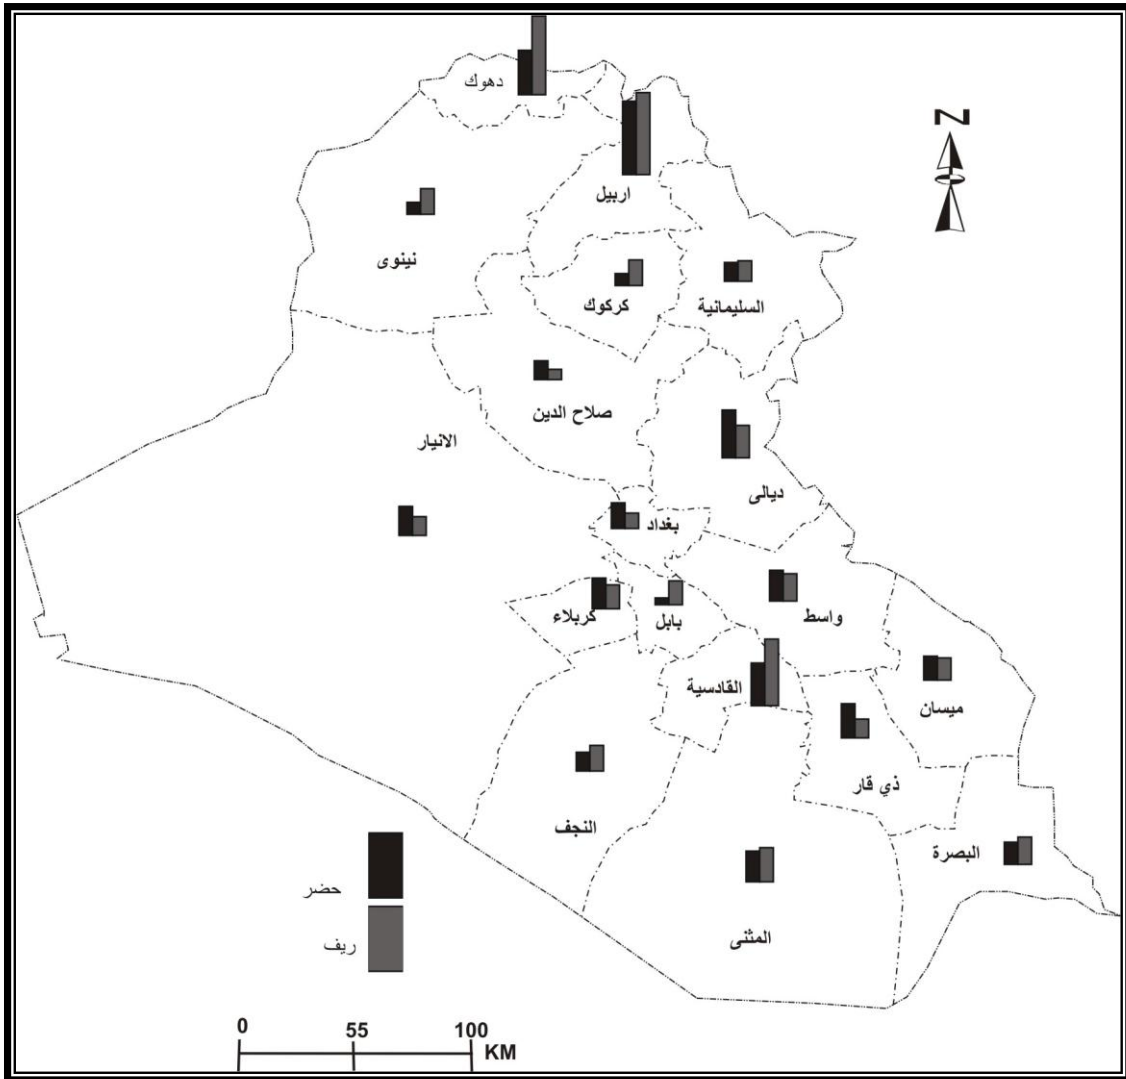 دهوك
N
اربيل
نينوى
كركوك
السليمانية
صلاح الدين
الانبار
ديالى
بغداد
كربلاء
بابل
واسط
القادسية
ميسان
ذي قار
النجف
البصرة
المثنى
حضر
ريف
0 55 100
KM